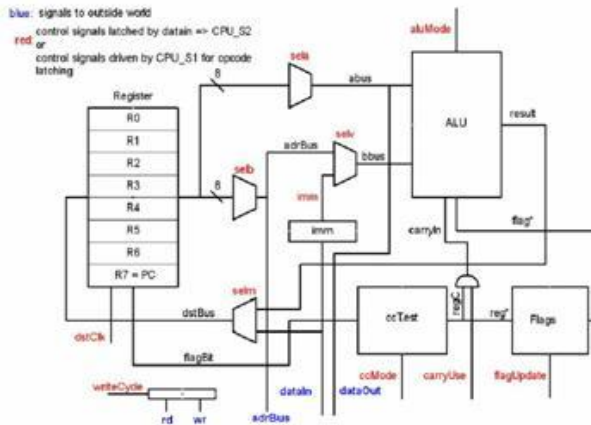 blue: signals to outside world
red: control signals latched by datain => CPU_S2
or
control signals driven by CPU_S1 for opcode
latching
aluMode
sela
8
abus
Register
R0
R1
R2
R3
R4
R5
R6
R7 = PC
ALU
result
adrBus
selv
bbus
selb
8
imm
imm
carryIn
flag*
selm
dstBus
regC
ccTest
reg*
Flags
dstClk
flagBit
writeCycle
rd
wr
adrBus
dataIn
dataOut
ccMode
carryUse
flagUpdate